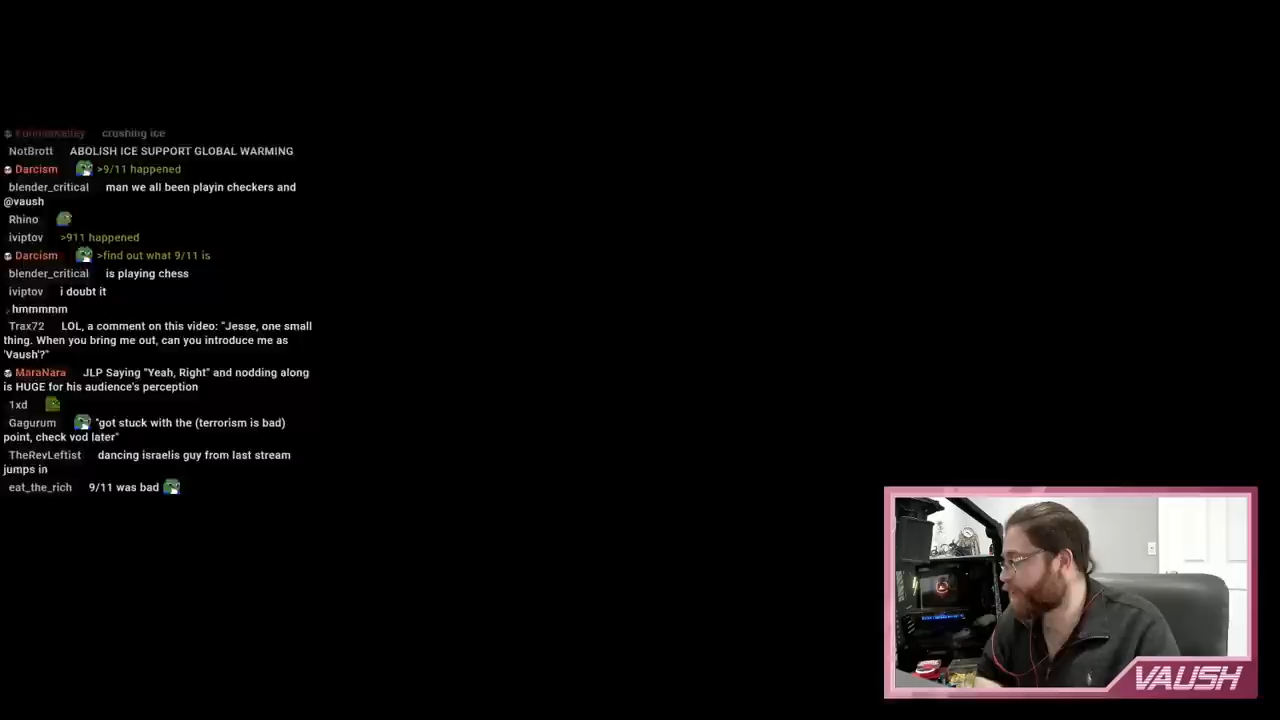 crushing ice
NotBrott ABOLISH ICE SUPPORT GLOBAL WARMING
Darcism >9/11 happened
blender_critical man we all been playin checkers and
@vaush
Rhino
iviptov >911 happened
Darcism >find out what 9/11 is
blender_critical is playing chess
iviptov i doubt it
hmmmmm
Trax72 LOL, a comment on this video: "Jesse, one small
thing. When you bring me out, can you introduce me as
'Vaush'?"
MaraNara JLP Saying "Yeah, Right" and nodding along
is HUGE for his audience's perception
1xd
Gagurum "got stuck with the (terrorism is bad)
point, check vod later"
TheRevLeftist dancing israelis guy from last stream
jumps in
eat_the_rich 9/11 was bad
VAUSH